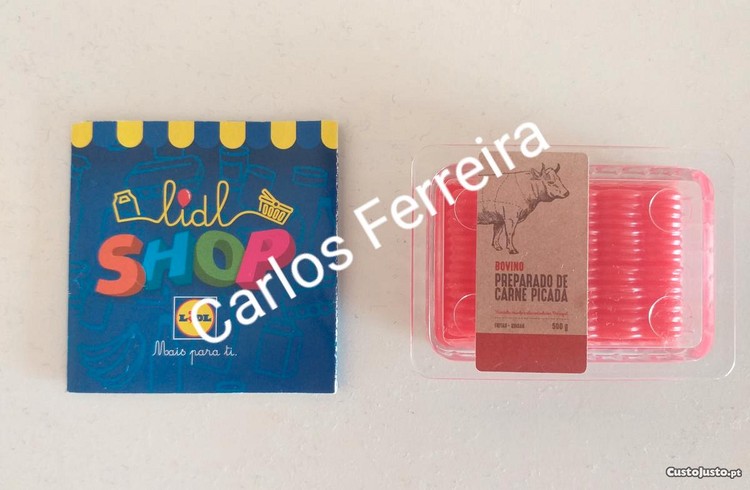 lidl
SHOP
LIDL
Mais para ti.
Carlos Ferreira
BOVINO
PREPARADO DE
CARNE PICADA
500 g
CustoJusto.pt